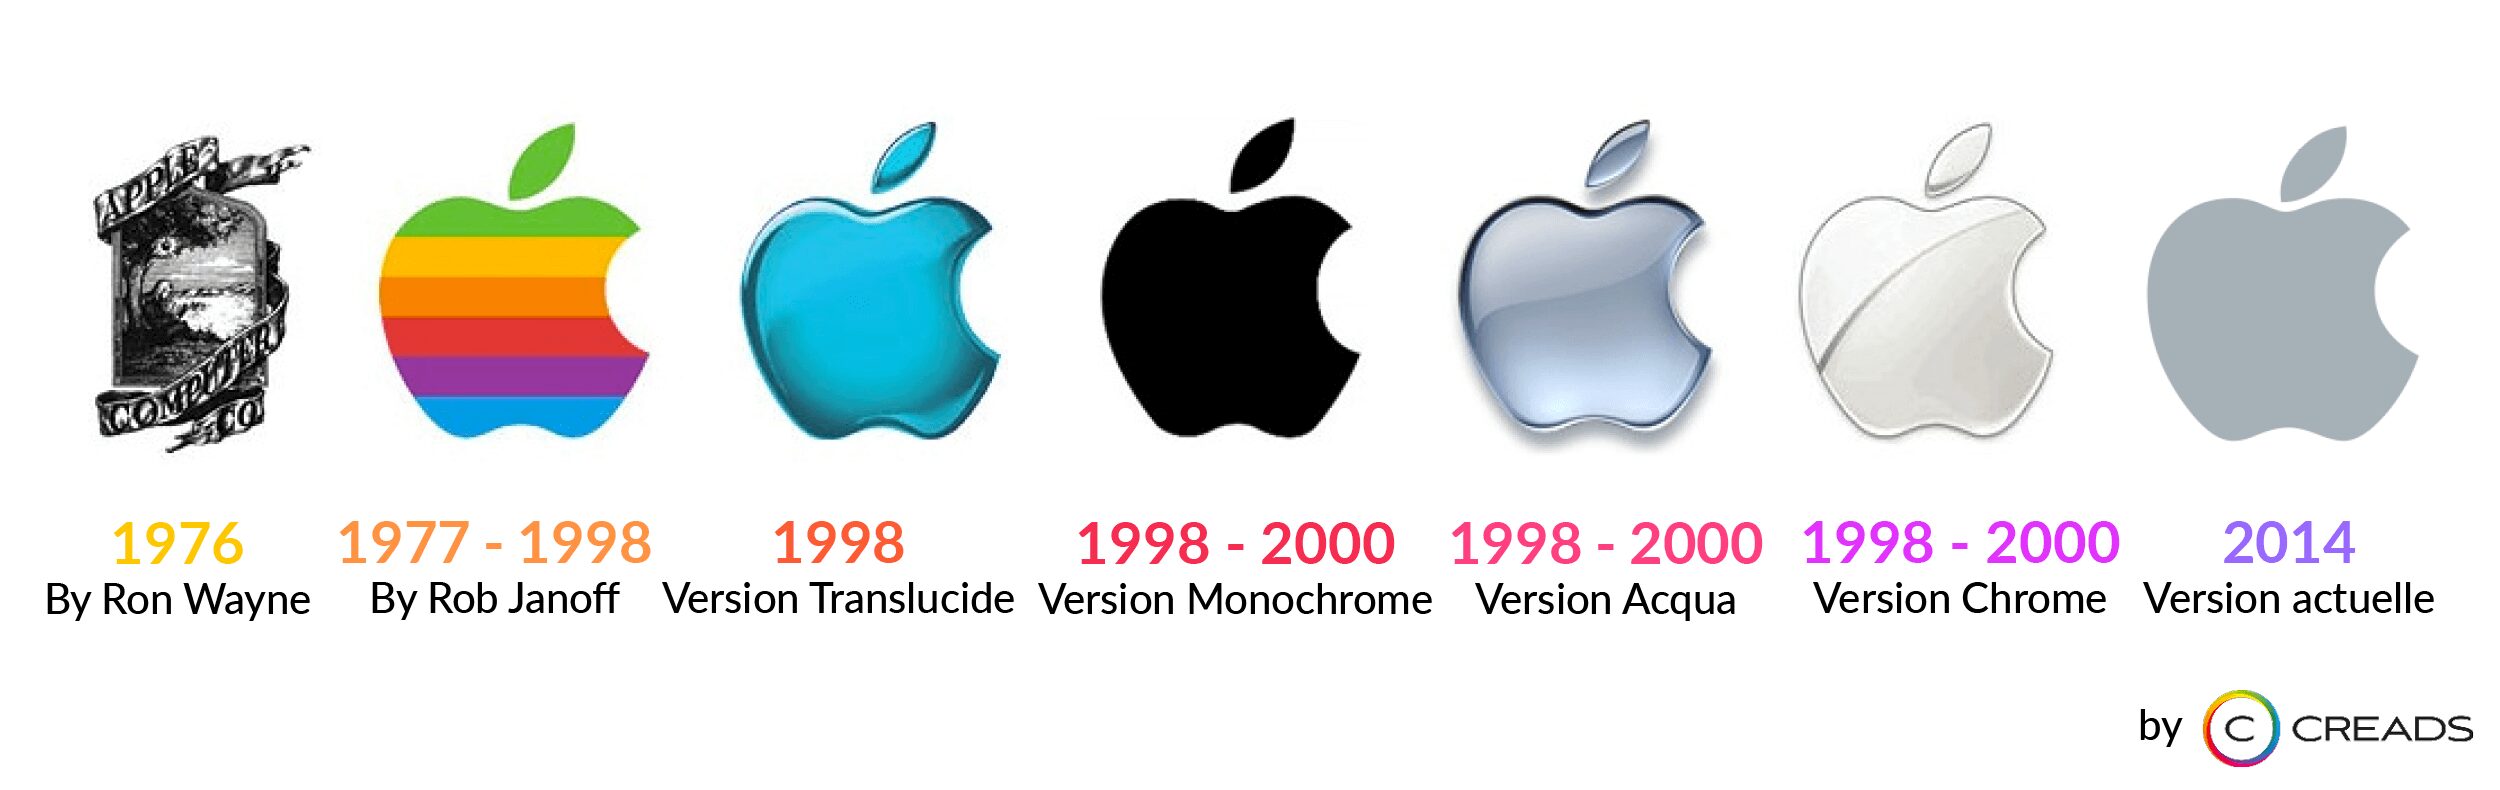 APPLE
COMPUTER
CO
1976
By Ron Wayne
1977 - 1998
By Rob Janoff
1998
Version Translucide
1998 - 2000
Version Monochrome
1998 - 2000
Version Acqua
1998 - 2000
Version Chrome
2014
Version actuelle
by C CREADS